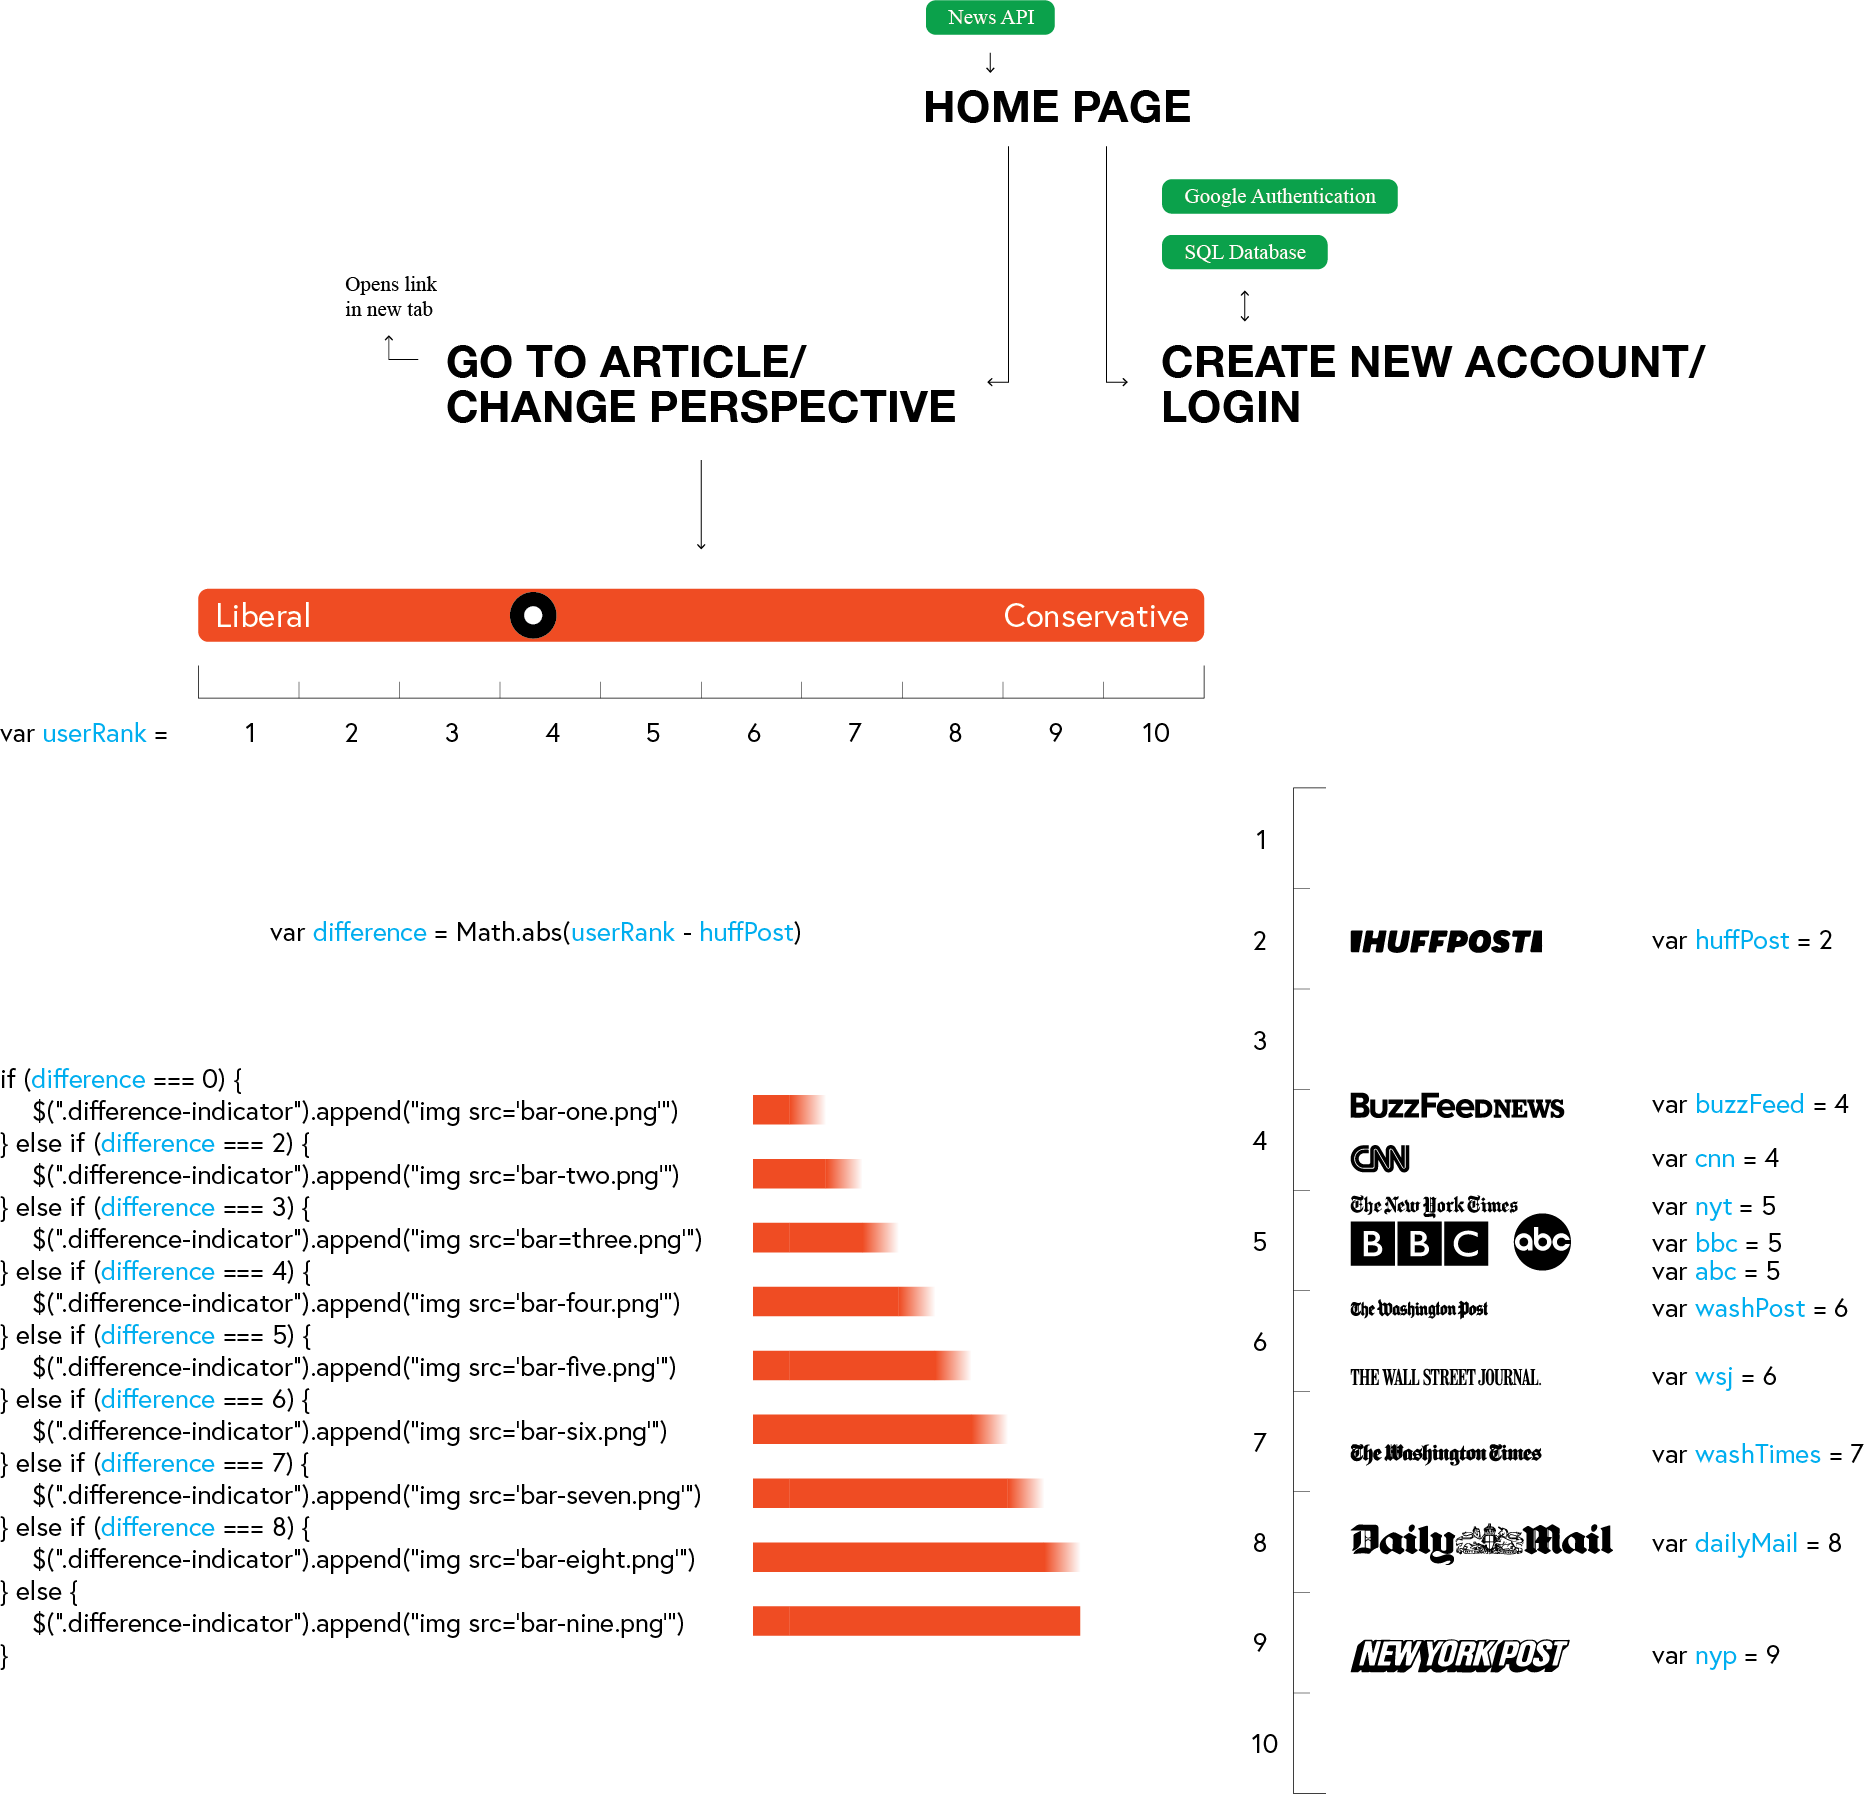 News API
HOME PAGE
Google Authentication
SQL Database
Opens link
in new tab
GO TO ARTICLE/
CHANGE PERSPECTIVE
CREATE NEW ACCOUNT/
LOGIN
Liberal
Conservative
var userRank = 1 2 3 4 5 6 7 8 9 10
var difference = Math.abs(userRank - huffPost)
if (difference === 0) {
$(".difference-indicator").append("img src='bar-one.png'")
} else if (difference === 2) {
$(".difference-indicator").append("img src='bar-two.png'")
} else if (difference === 3) {
$(".difference-indicator").append("img src='bar=three.png'")
} else if (difference === 4) {
$(".difference-indicator").append("img src='bar-four.png'")
} else if (difference === 5) {
$(".difference-indicator").append("img src='bar-five.png'")
} else if (difference === 6) {
$(".difference-indicator").append("img src='bar-six.png'")
} else if (difference === 7) {
$(".difference-indicator").append("img src='bar-seven.png'")
} else if (difference === 8) {
$(".difference-indicator").append("img src='bar-eight.png'")
} else {
$(".difference-indicator").append("img src='bar-nine.png'")
}
1
2 HUFFPOST var huffPost = 2
3
BuzzFeedNEWS var buzzFeed = 4
4
CNN var cnn = 4
The New York Times var nyt = 5
5 BBC abc var bbc = 5
var abc = 5
The Washington Post var washPost = 6
6
THE WALL STREET JOURNAL. var wsj = 6
7 The Washington Times var washTimes = 7
8 Daily Mail var dailyMail = 8
9 NEW YORK POST var nyp = 9
10